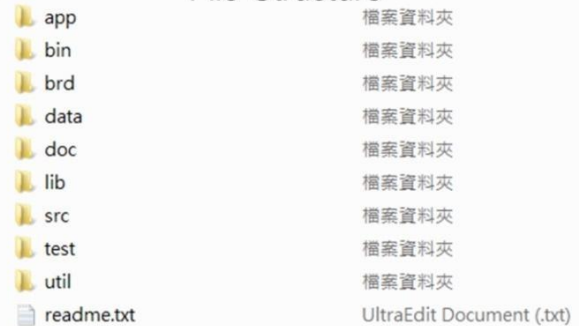 app 檔案資料夾
bin 檔案資料夾
brd 檔案資料夾
data 檔案資料夾
doc 檔案資料夾
lib 檔案資料夾
src 檔案資料夾
test 檔案資料夾
util 檔案資料夾
readme.txt UltraEdit Document (.txt)